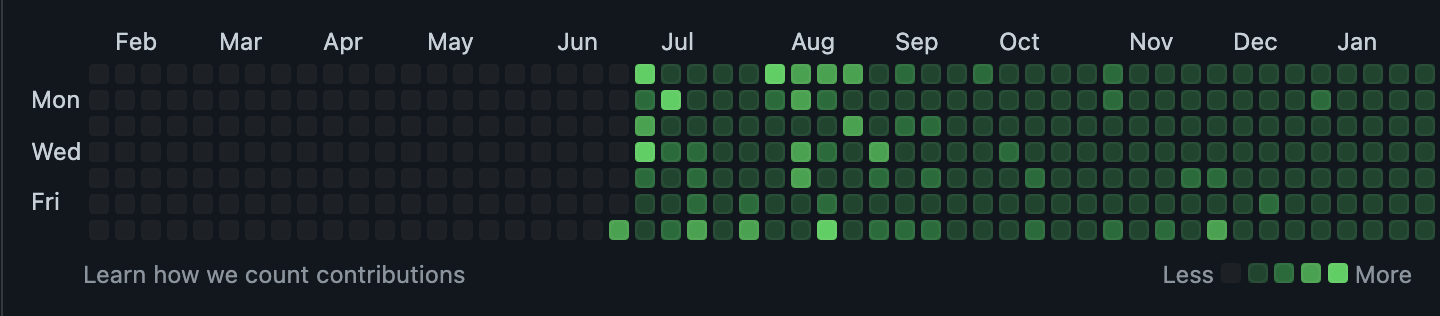 Feb Mar Apr May Jun Jul Aug Sep Oct Nov Dec Jan
Mon
Wed
Fri
Learn how we count contributions
Less More